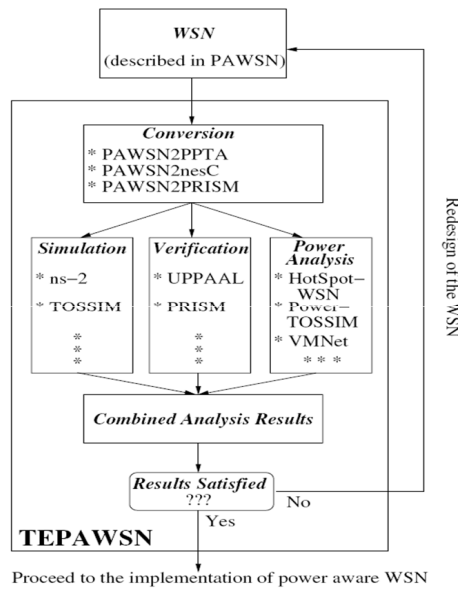 WSN
(described in PAWSN)
Conversion
* PAWSN2PPTA
* PAWSN2nesC
* PAWSN2PRISM
Simulation
* ns-2
* TOSSIM
*
*
*
Verification
* UPPAAL
* PRISM
*
*
*
Power
Analysis
* HotSpot-
WSN
* Power-
TOSSIM
* VMNet
* * *
Combined Analysis Results
Results Satisfied
???
No
Yes
TEPAWSN
Redesign of the WSN
Proceed to the implementation of power aware WSN